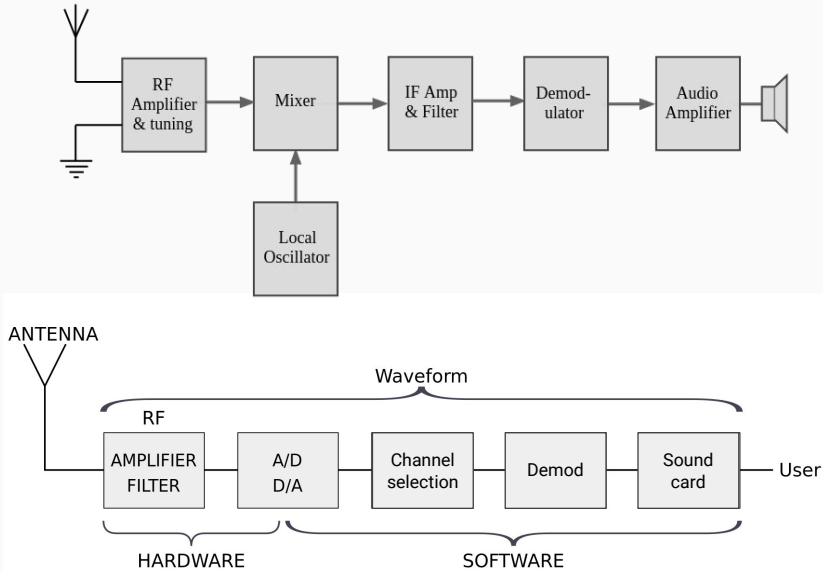 RF
Amplifier
& tuning
Mixer
IF Amp
& Filter
Demod-
ulator
Audio
Amplifier
Local
Oscillator
ANTENNA
Waveform
RF
AMPLIFIER
FILTER
A/D
D/A
Channel
selection
Demod
Sound
card
User
HARDWARE
SOFTWARE